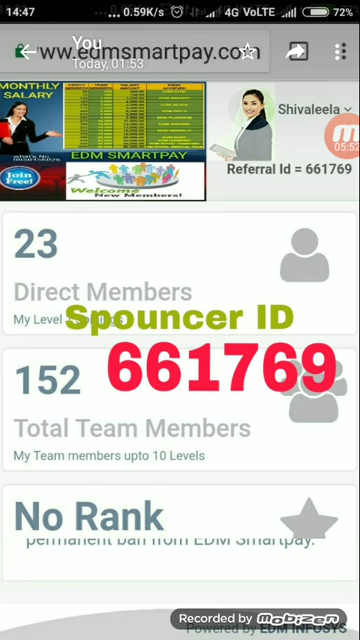 14:47 ... 0.59K/s 4G VoLTE 72%
You
www.edmsmartpay.com
Today, 01:53
MONTHLY
SALARY
EDM SMARTPAY
Join
Free!
Welcome
New Members!
Shivaleela
05:52
Referral Id = 661769
23
Direct Members
My Level
Spouncer ID
661769
152
Total Team Members
My Team members upto 10 Levels
No Rank
permanent ban from EDM Smartpay.
Powered by EDM INFOSYS
Recorded by Mobizen